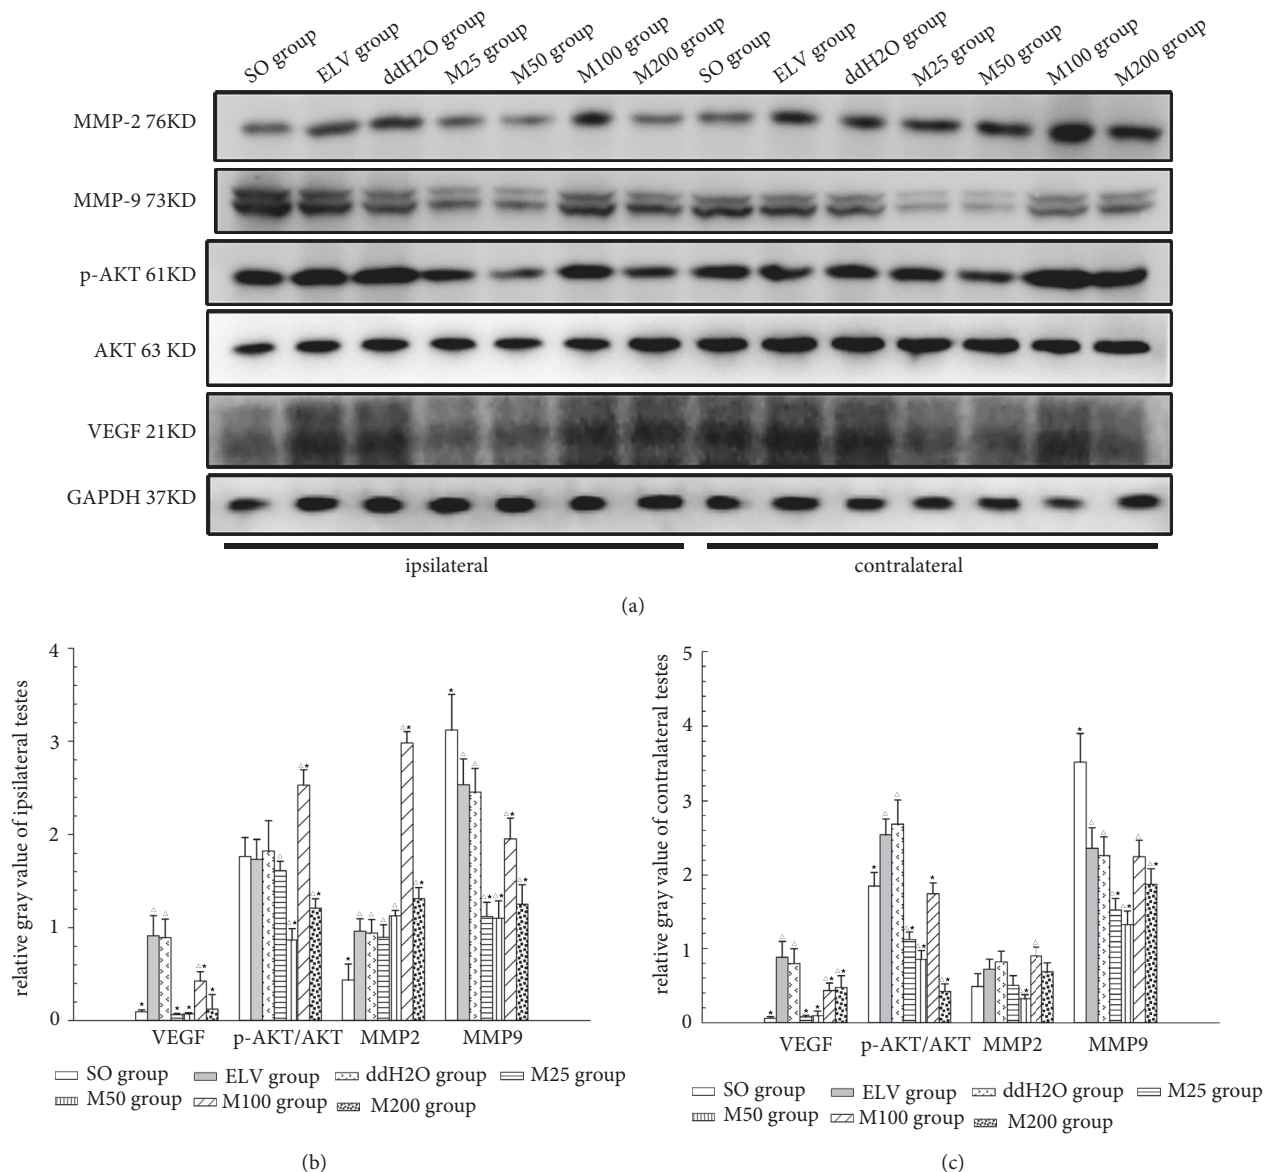 SO group ELV group ddH2O group M25 group M50 group M100 group M200 group SO group ELV group ddH2O group M25 group M50 group M100 group M200 group
MMP-2 76KD
MMP-9 73KD
p-AKT 61KD
AKT 63 KD
VEGF 21KD
GAPDH 37KD
ipsilateral contralateral
(a)
relative gray value of ipsilateral testes
4
3
2
1
0
VEGF p-AKT/AKT MMP2 MMP9
SO group ELV group ddH2O group M25 group
M50 group M100 group M200 group
(b)
relative gray value of contralateral testes
5
4
3
2
1
0
VEGF p-AKT/AKT MMP2 MMP9
SO group ELV group ddH2O group M25 group
M50 group M100 group M200 group
(c)